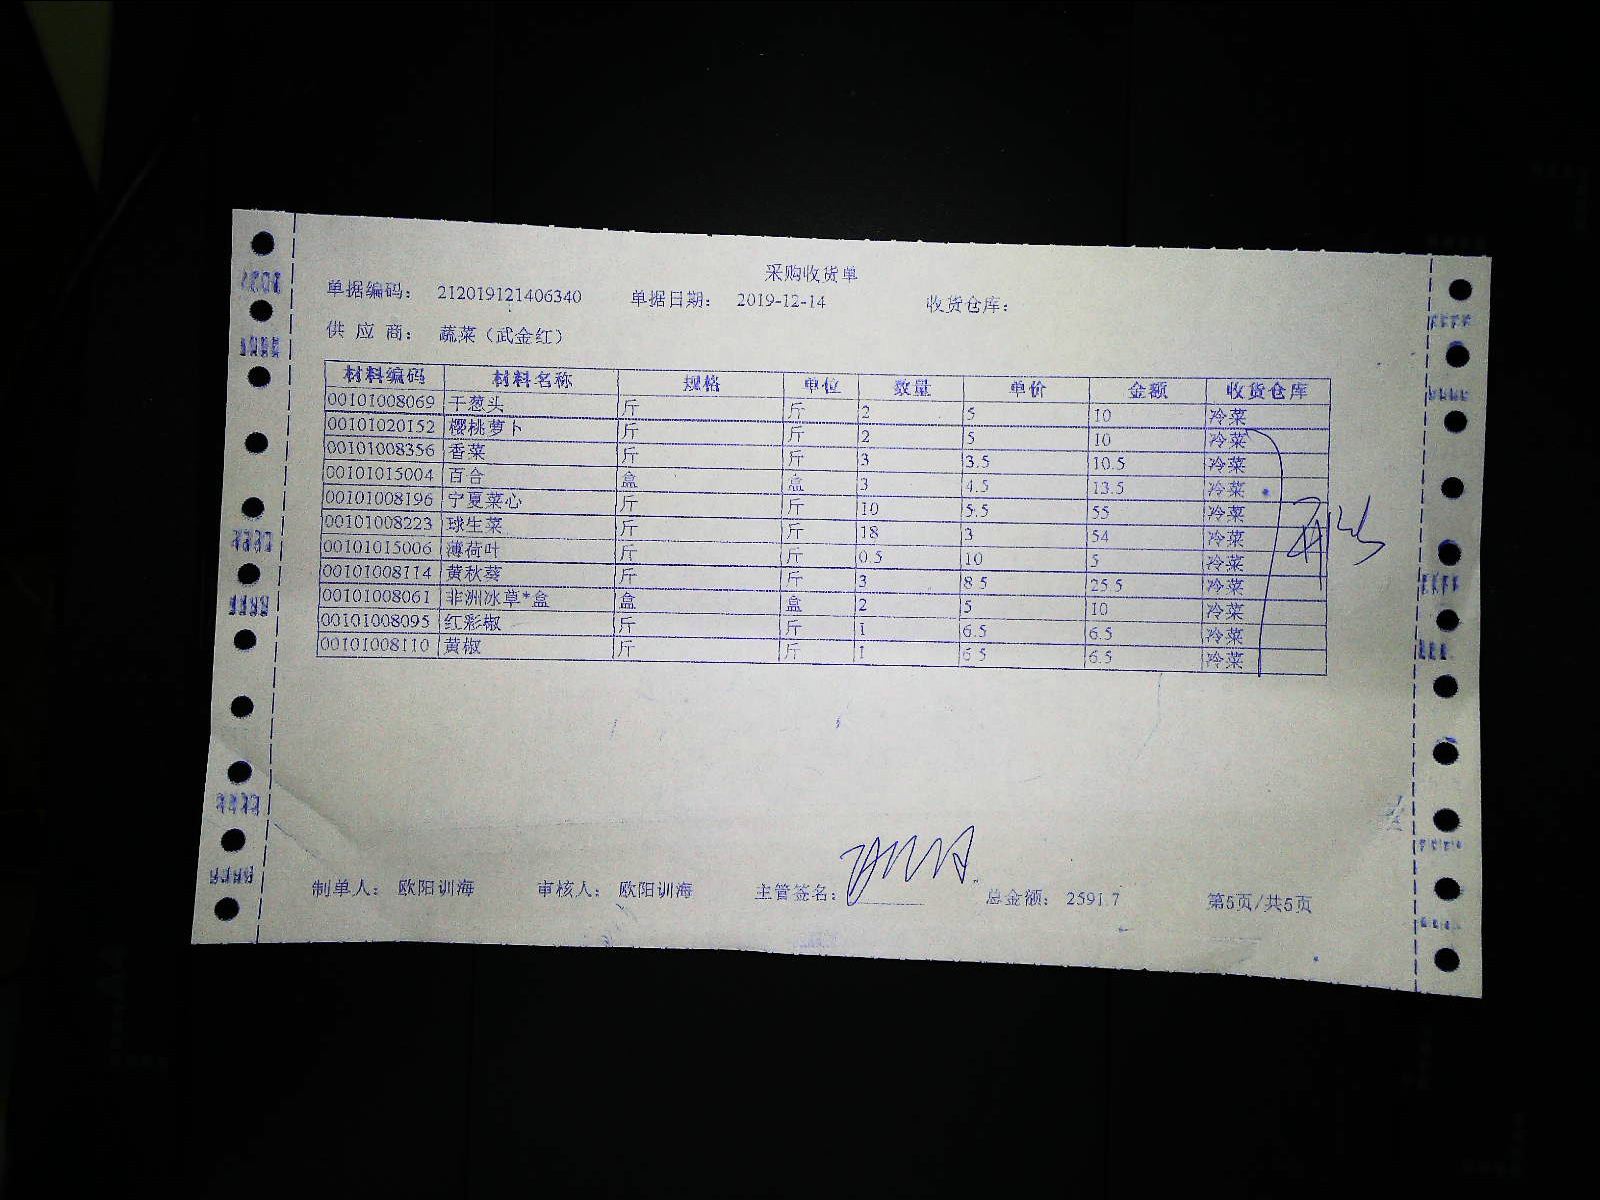 采购收货单
单据编码： 212019121406340 单据日期： 2019-12-14 收货仓库：
供 应 商： 蔬菜（武金红）
材料编码 材料名称 规格 单位 数量 单价 金额 收货仓库
00101008069 干葱头 斤 斤 2 5 10 冷菜
00101020152 樱桃萝卜 斤 斤 2 5 10 冷菜
00101008356 香菜 斤 斤 3 3.5 10.5 冷菜
00101015004 百合 盒 盒 3 4.5 13.5 冷菜
00101008196 宁夏菜心 斤 斤 10 5.5 55 冷菜
00101008223 球生菜 斤 斤 18 3 54 冷菜
00101015006 薄荷叶 斤 斤 0.5 10 5 冷菜
00101008114 黄秋葵 斤 斤 3 8.5 25.5 冷菜
00101008061 非洲冰草*盒 盒 盒 2 5 10 冷菜
00101008095 红彩椒 斤 斤 1 6.5 6.5 冷菜
00101008110 黄椒 斤 斤 1 6.5 6.5 冷菜
制单人： 欧阳训海 审核人： 欧阳训海 主管签名： 总金额： 2591.7 第5页/共5页